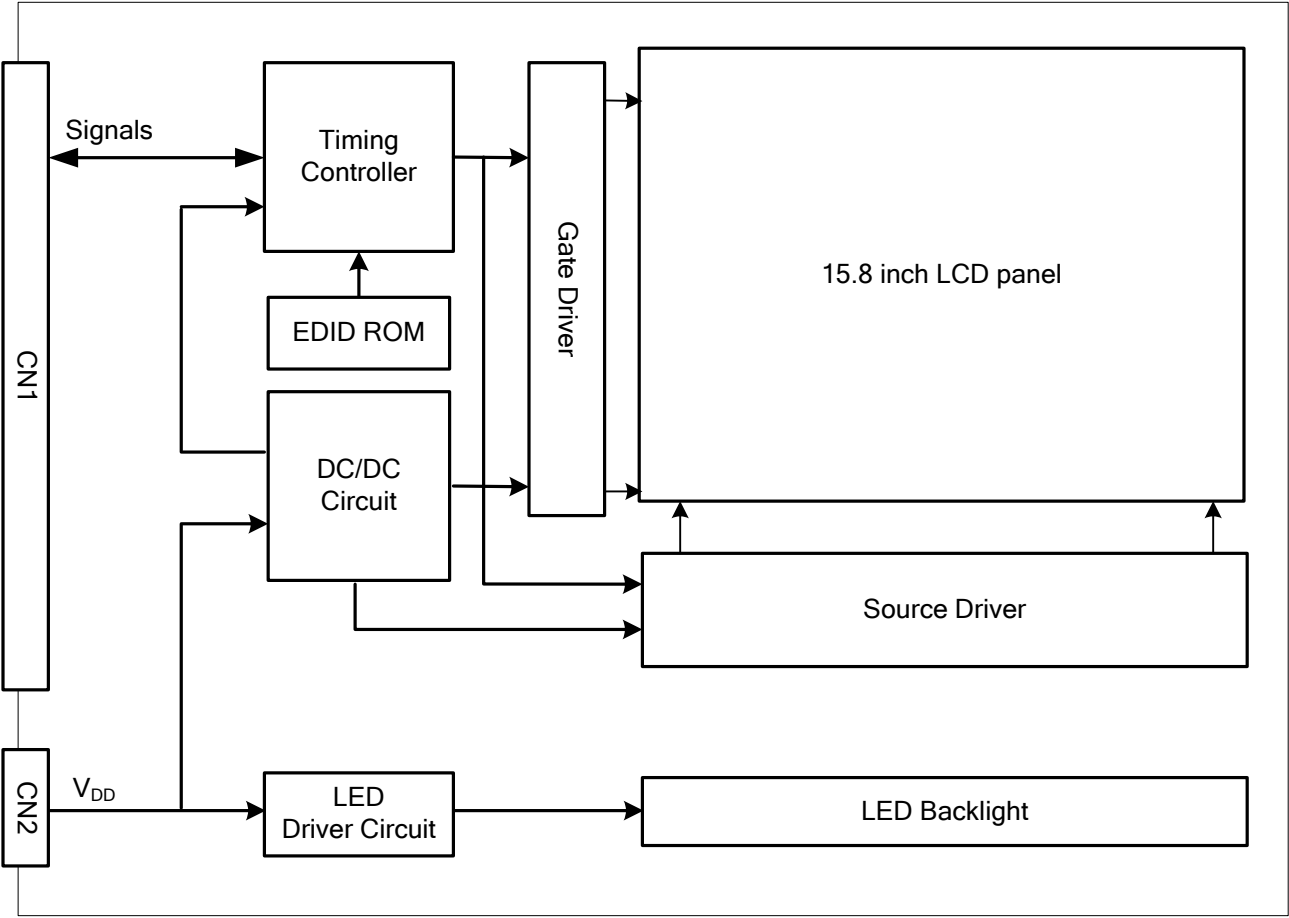 Signals
Timing
Controller
Gate Driver
15.8 inch LCD panel
EDID ROM
CN1
DC/DC
Circuit
Source Driver
CN2
VDD
LED
Driver Circuit
LED Backlight